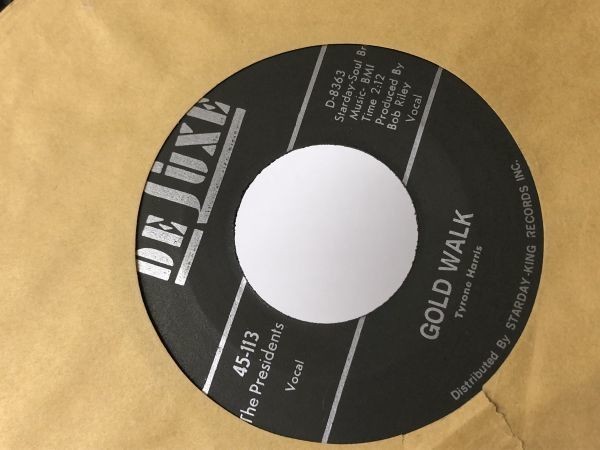 DE LUXE
D-8363
Starday-Soul Br
Music- BMI
Time 2:12
Produced By
Bob Riley
Vocal
45-113
The Presidents
Vocal
GOLD WALK
Tyrone Harris
Distributed By STARDAY-KING RECORDS INC.